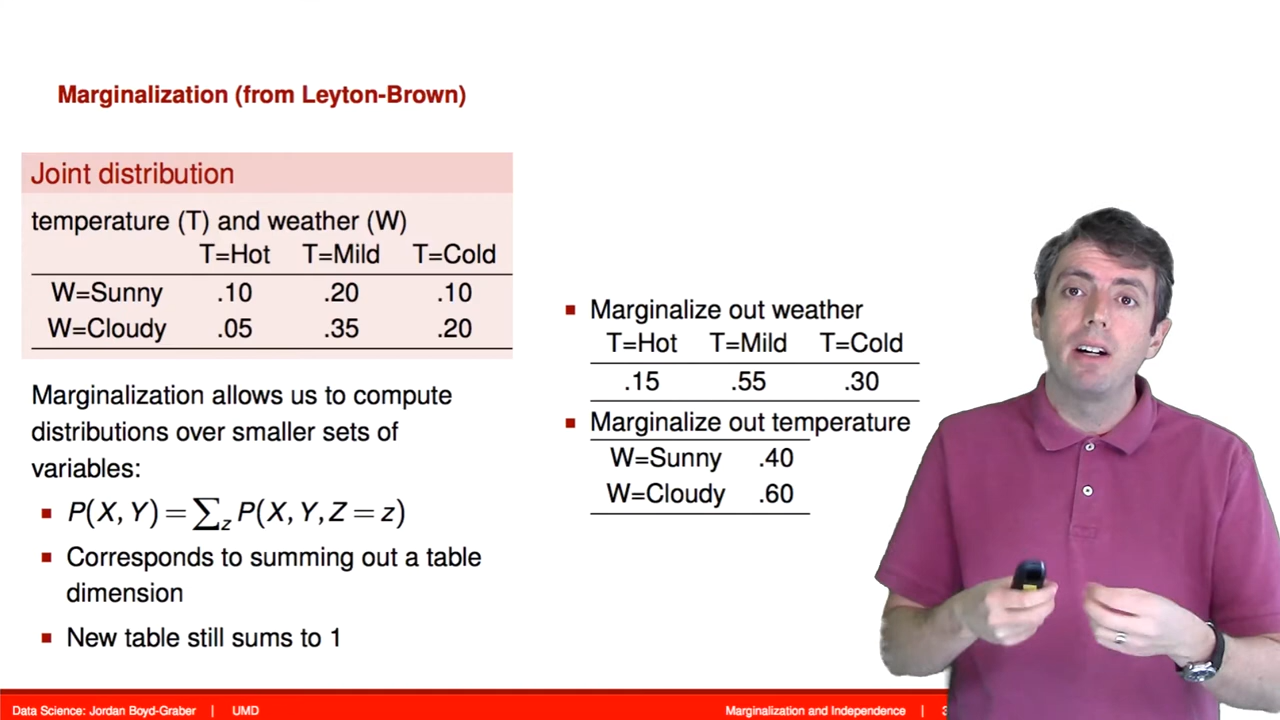 Marginalization (from Leyton-Brown)
Joint distribution
temperature (T) and weather (W)
T=Hot T=Mild T=Cold
W=Sunny .10 .20 .10
W=Cloudy .05 .35 .20
Marginalization allows us to compute
distributions over smaller sets of
variables:
P(X, Y) = ∑z P(X, Y, Z = z)
Corresponds to summing out a table
dimension
New table still sums to 1
Marginalize out weather
T=Hot T=Mild T=Cold
.15 .55 .30
Marginalize out temperature
W=Sunny .40
W=Cloudy .60
Data Science: Jordan Boyd-Graber | UMD
Marginalization and Independence |